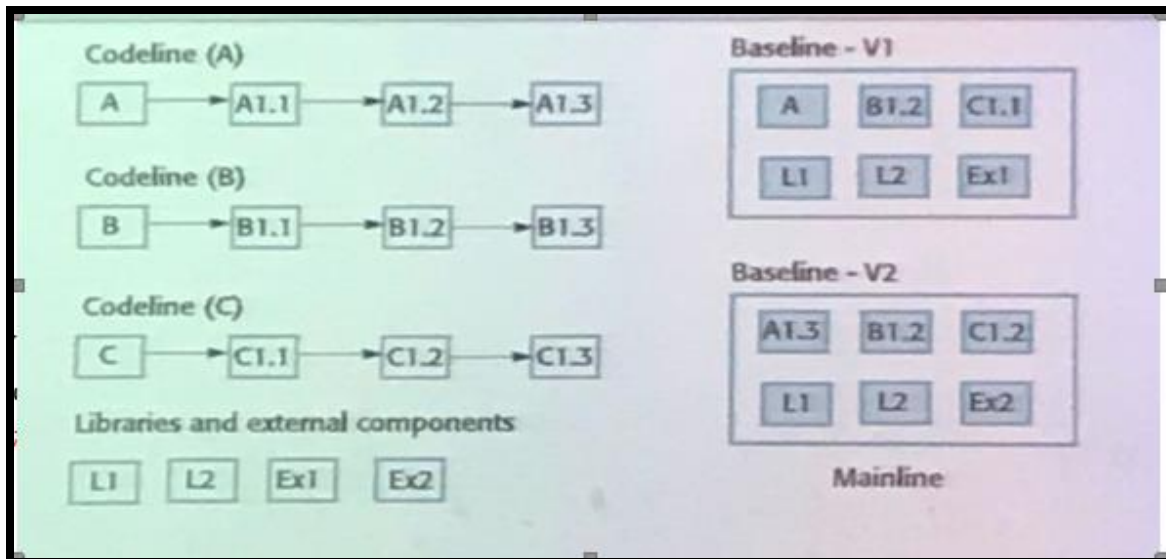 Codeline (A)
A A1.1 A1.2 A1.3
Codeline (B)
B B1.1 B1.2 B1.3
Codeline (C)
C C1.1 C1.2 C1.3
Libraries and external components
L1 L2 Ex1 Ex2
Baseline - V1
A B1.2 C1.1
L1 L2 Ex1
Baseline - V2
A1.3 B1.2 C1.2
L1 L2 Ex2
Mainline